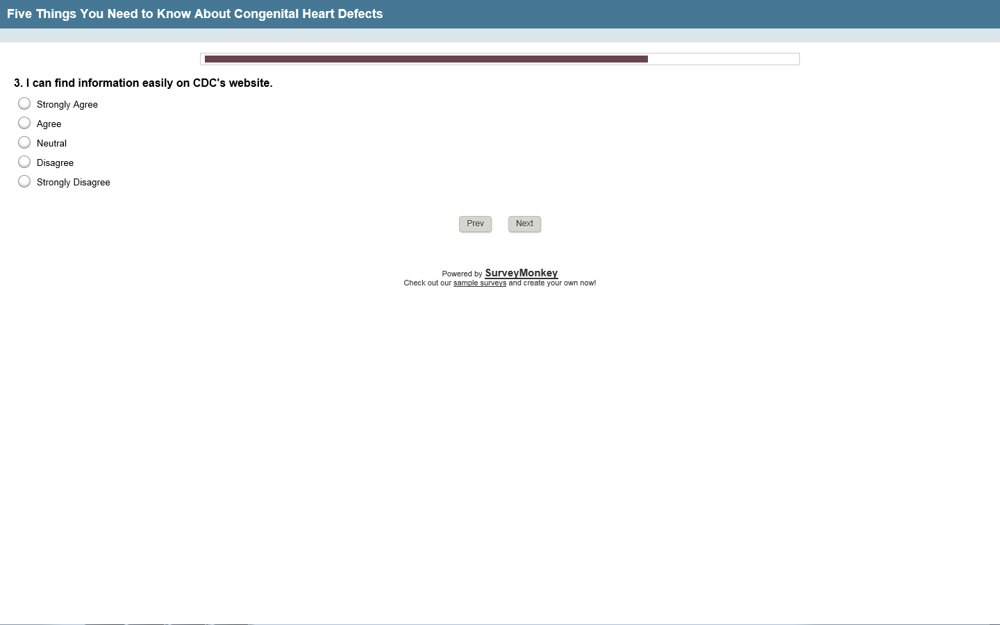 Five Things You Need to Know About Congenital Heart Defects
3. I can find information easily on CDC's website.
Strongly Agree
Agree
Neutral
Disagree
Strongly Disagree
Prev Next
Powered by SurveyMonkey
Check out our sample surveys and create your own now!